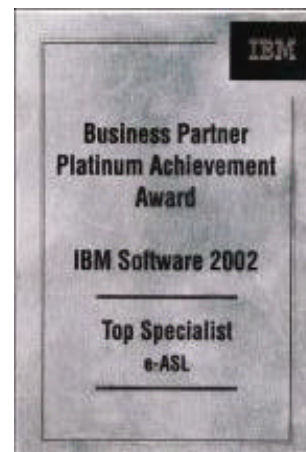 IBM
Business Partner
Platinum Achievement
Award
IBM Software 2002
Top Specialist
e-ASL